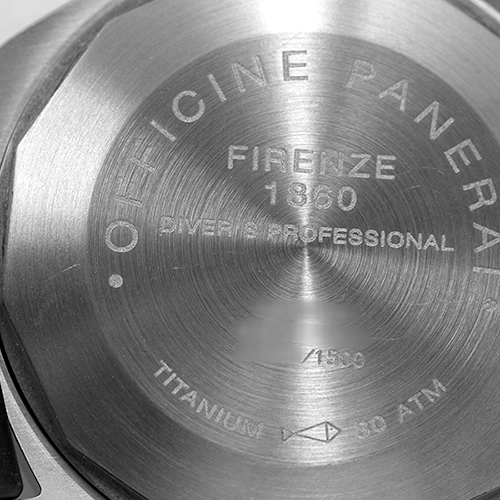 OFFICINE PANERAI
FIRENZE
1860
DIVER'S PROFESSIONAL
/1500
TITANIUM 30 ATM